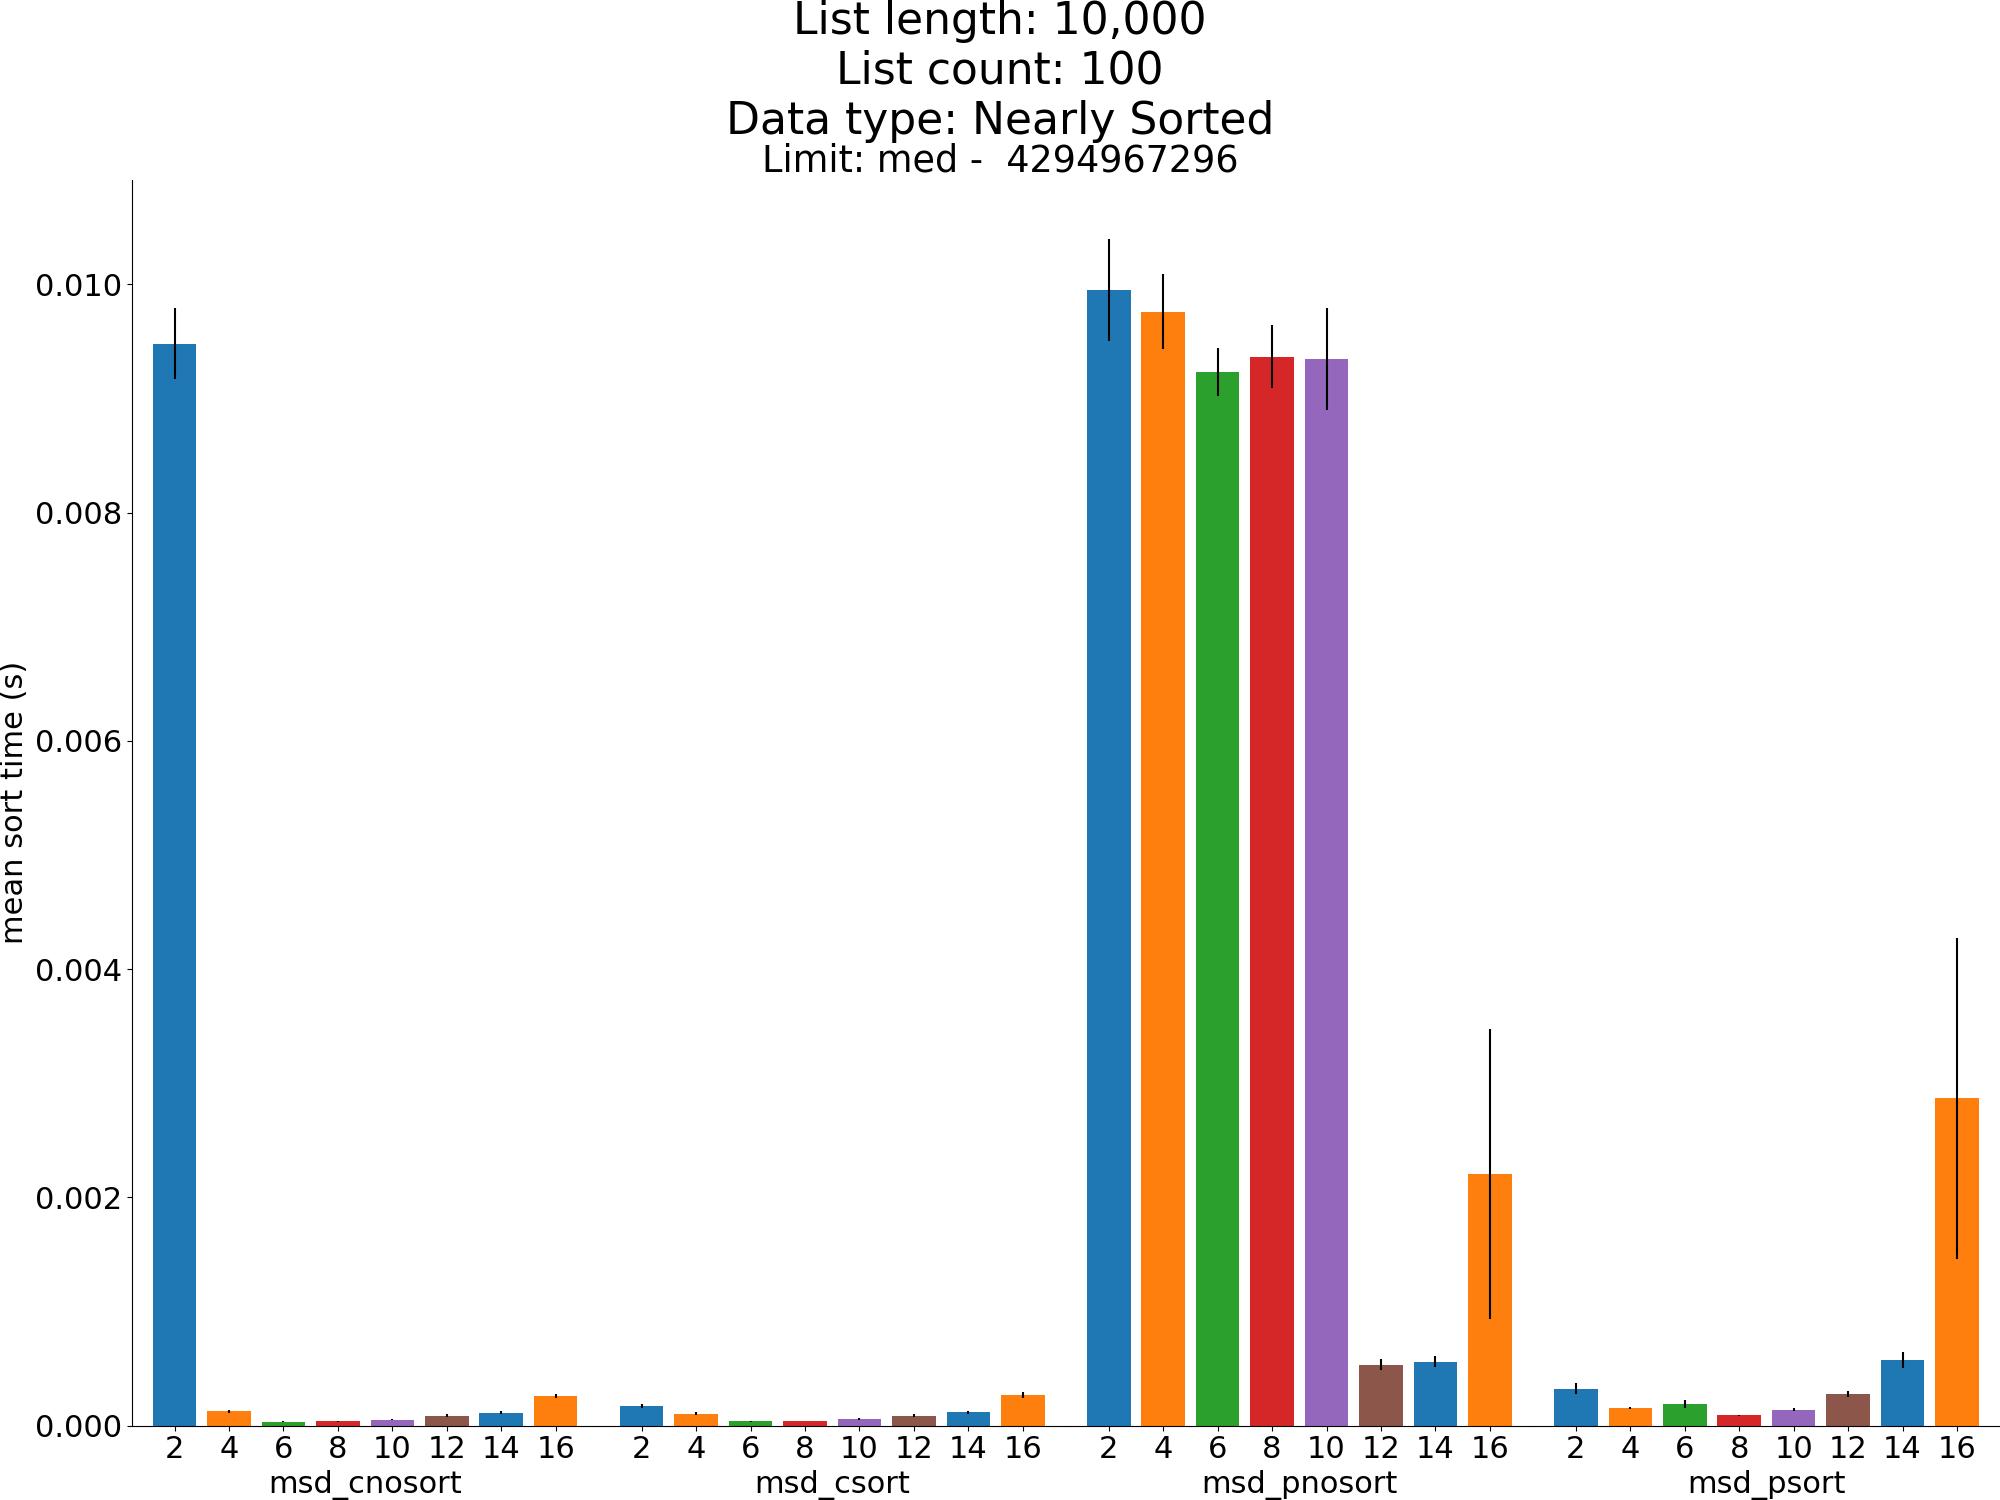 List length: 10,000
List count: 100
Data type: Nearly Sorted
Limit: med -  4294967296
mean sort time (s)
0.010
0.008
0.006
0.004
0.002
0.000
2 4 6 8 10 12 14 16 2 4 6 8 10 12 14 16 2 4 6 8 10 12 14 16 2 4 6 8 10 12 14 16
msd_cnosort msd_csort msd_pnosort msd_psort